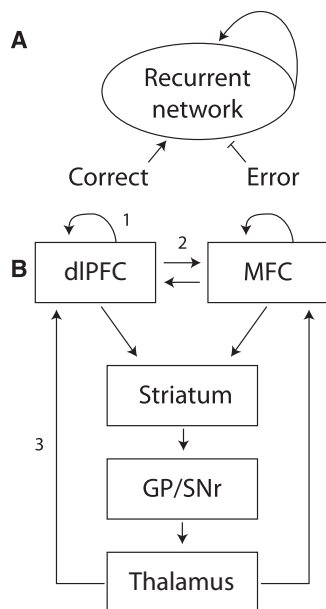 A
Recurrent
network
Correct Error
1
2
B dlPFC MFC
Striatum
3
GP/SNr
Thalamus